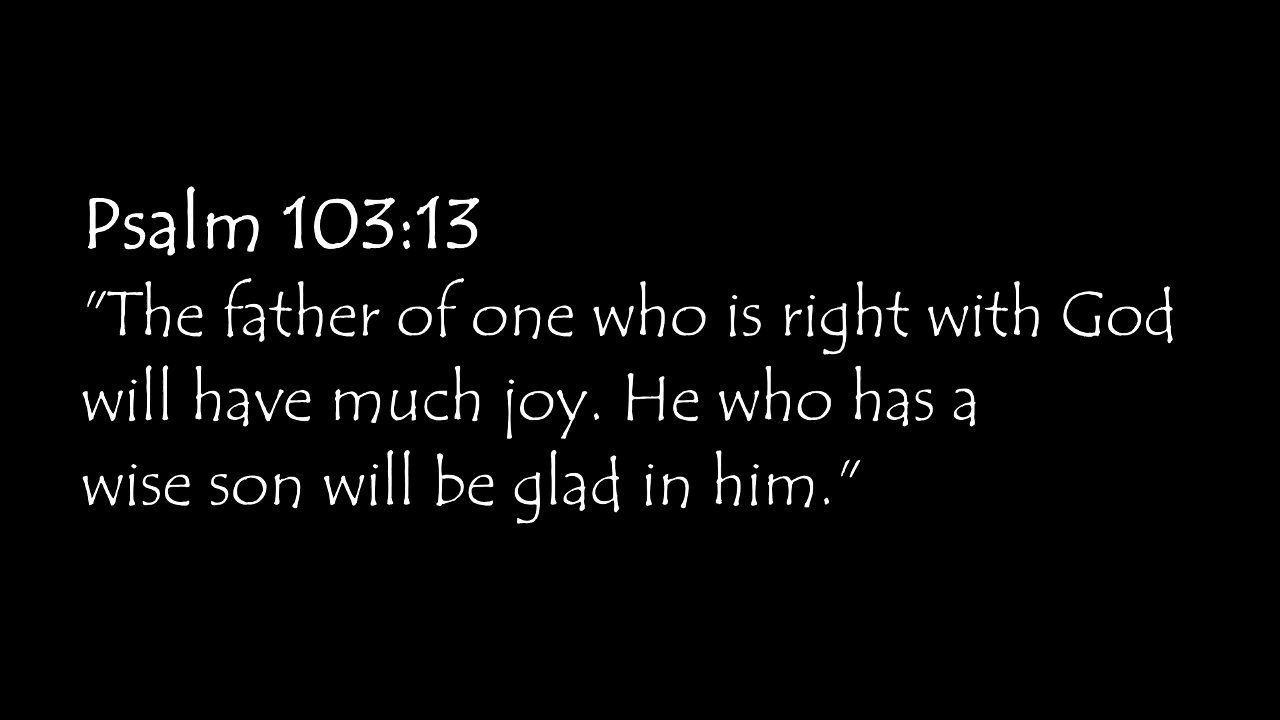 Psalm 103:13
"The father of one who is right with God
will have much joy. He who has a
wise son will be glad in him."